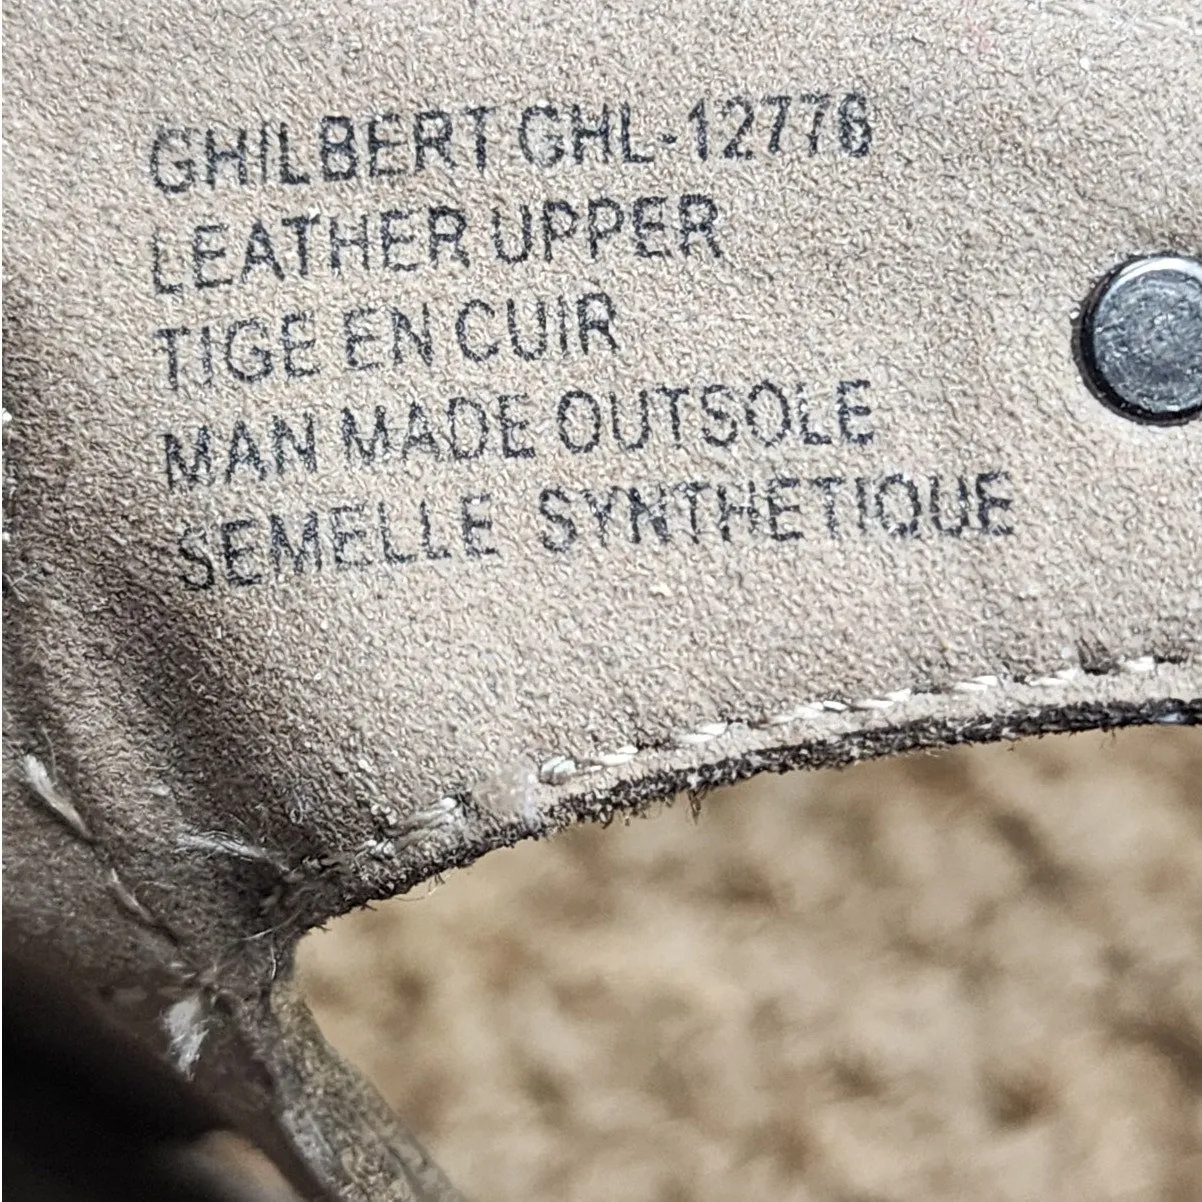 GHILBERT GHL-12776
LEATHER UPPER
TIGE EN CUIR
MAN MADE OUTSOLE
SEMELLE SYNTHETIQUE